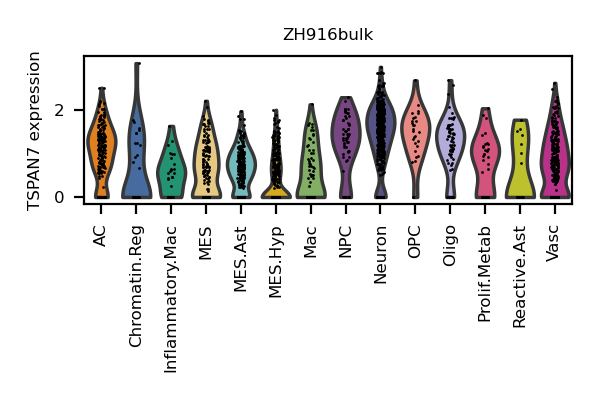 ZH916bulk
TSPAN7 expression
2
0
AC
Chromatin.Reg
Inflammatory.Mac
MES
MES.Ast
MES.Hyp
Mac
NPC
Neuron
OPC
Oligo
Prolif.Metab
Reactive.Ast
Vasc